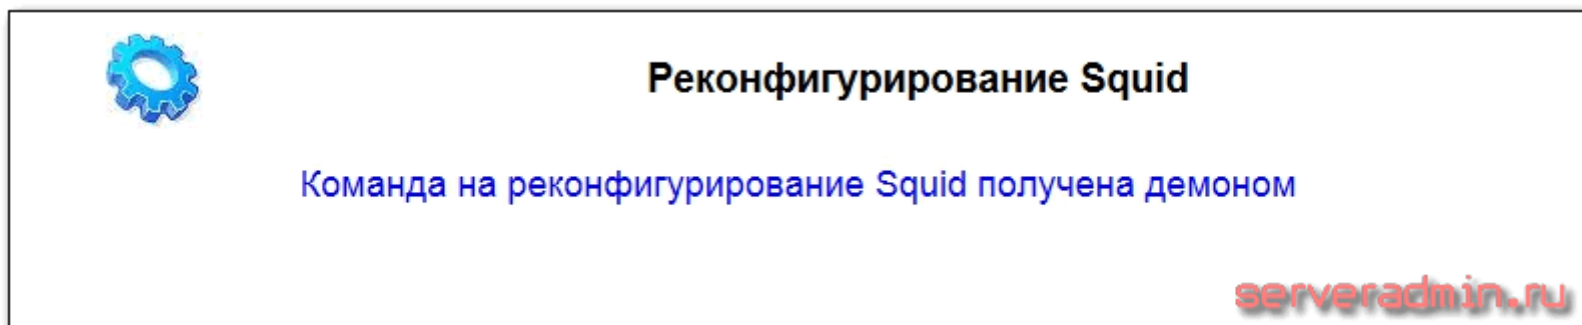 Реконфигурирование Squid
Команда на реконфигурирование Squid получена демоном
serveradmin.ru